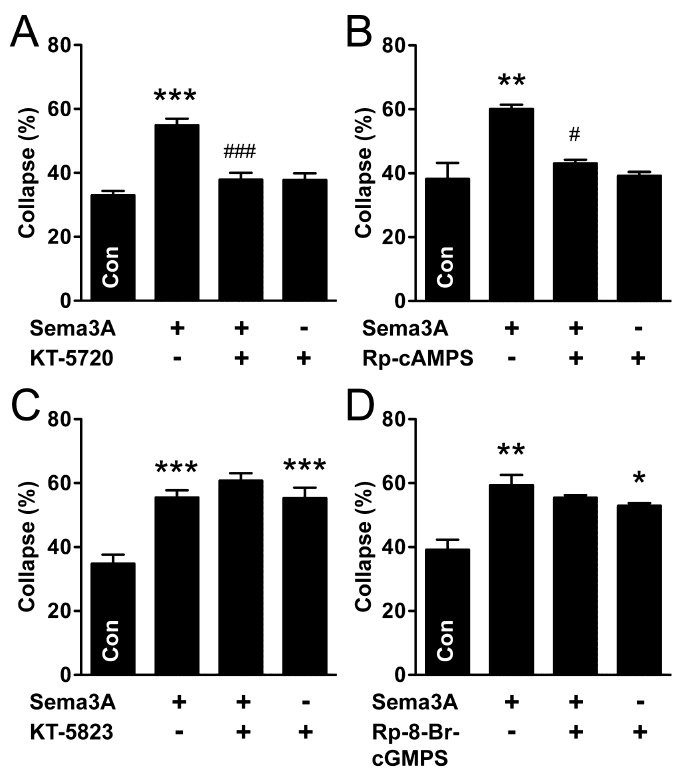 A
80
60
40
20
0
Collapse (%)
***
###
Con
Sema3A + + -
KT-5720 - + +
B
80
60
40
20
0
Collapse (%)
**
#
Con
Sema3A + + -
Rp-cAMPS - + +
C
80
60
40
20
0
Collapse (%)
***
***
Con
Sema3A + + -
KT-5823 - + +
D
80
60
40
20
0
Collapse (%)
**
*
Con
Sema3A + + -
Rp-8-Br- - + +
cGMPS